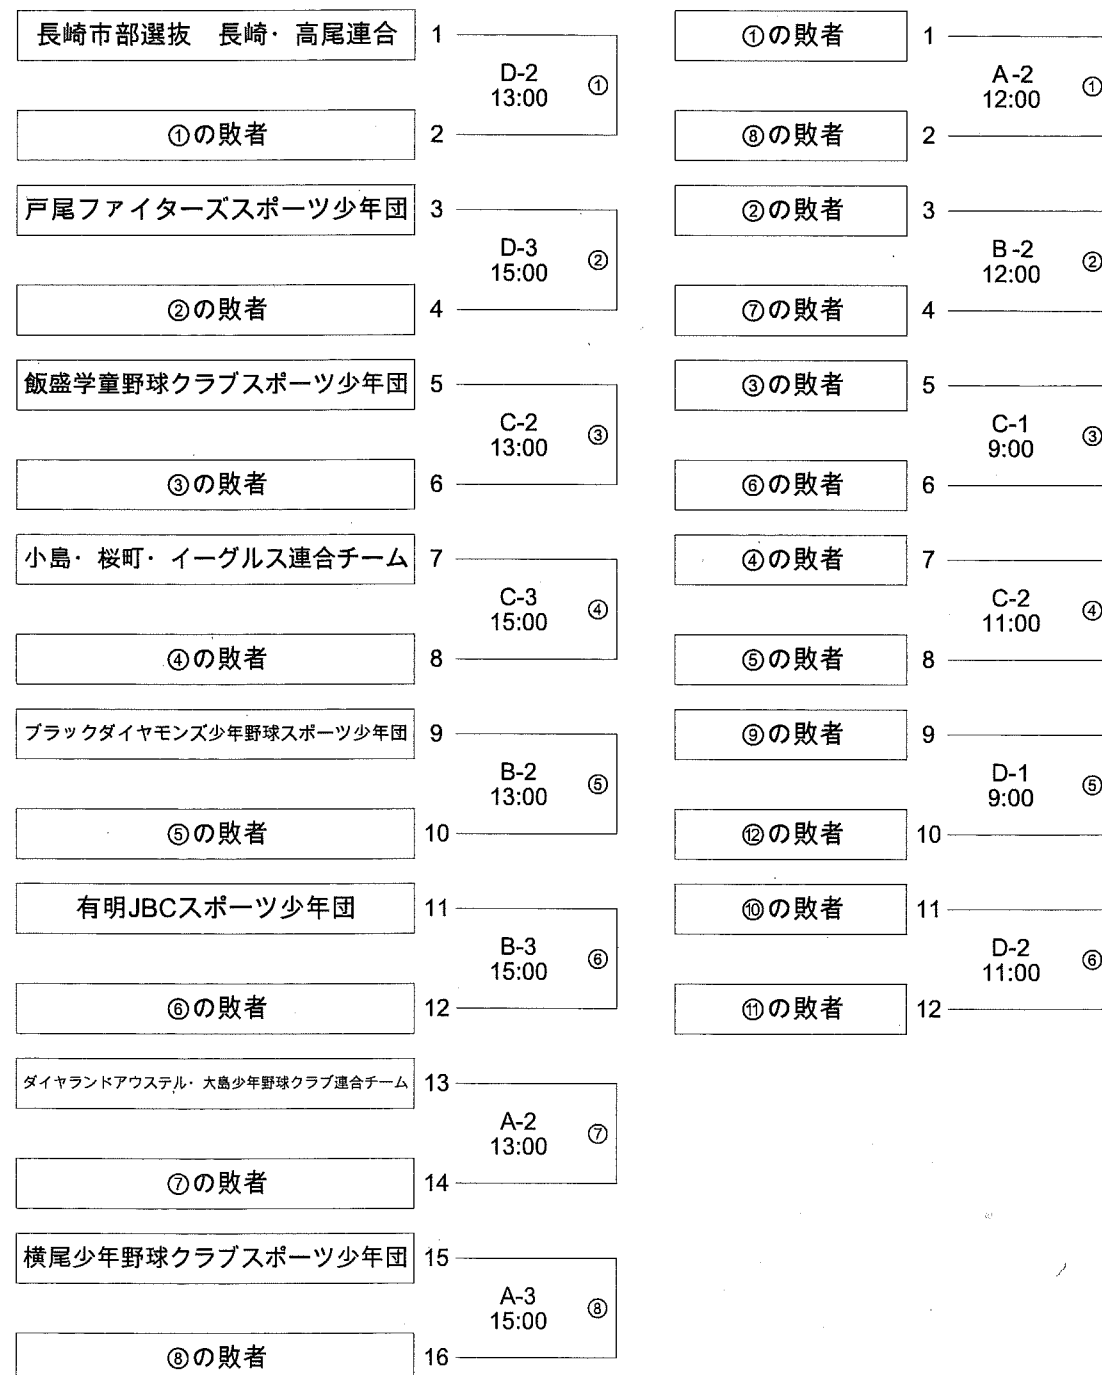 長崎市部選抜　長崎・高尾連合 1
D-2 ①
13:00
①の敗者 2
戸尾ファイターズスポーツ少年団 3
D-3 ②
15:00
②の敗者 4
飯盛学童野球クラブスポーツ少年団 5
C-2 ③
13:00
③の敗者 6
小島・桜町・イーグルス連合チーム 7
C-3 ④
15:00
④の敗者 8
ブラックダイヤモンズ少年野球スポーツ少年団 9
B-2 ⑤
13:00
⑤の敗者 10
有明JBCスポーツ少年団 11
B-3 ⑥
15:00
⑥の敗者 12
ダイヤランドアウステル・大島少年野球クラブ連合チーム 13
A-2 ⑦
13:00
⑦の敗者 14
横尾少年野球クラブスポーツ少年団 15
A-3 ⑧
15:00
⑧の敗者 16
①の敗者 1
A-2 ①
12:00
⑧の敗者 2
②の敗者 3
B-2 ②
12:00
⑦の敗者 4
③の敗者 5
C-1 ③
9:00
⑥の敗者 6
④の敗者 7
C-2 ④
11:00
⑤の敗者 8
⑨の敗者 9
D-1 ⑤
9:00
⑫の敗者 10
⑩の敗者 11
D-2 ⑥
11:00
⑪の敗者 12